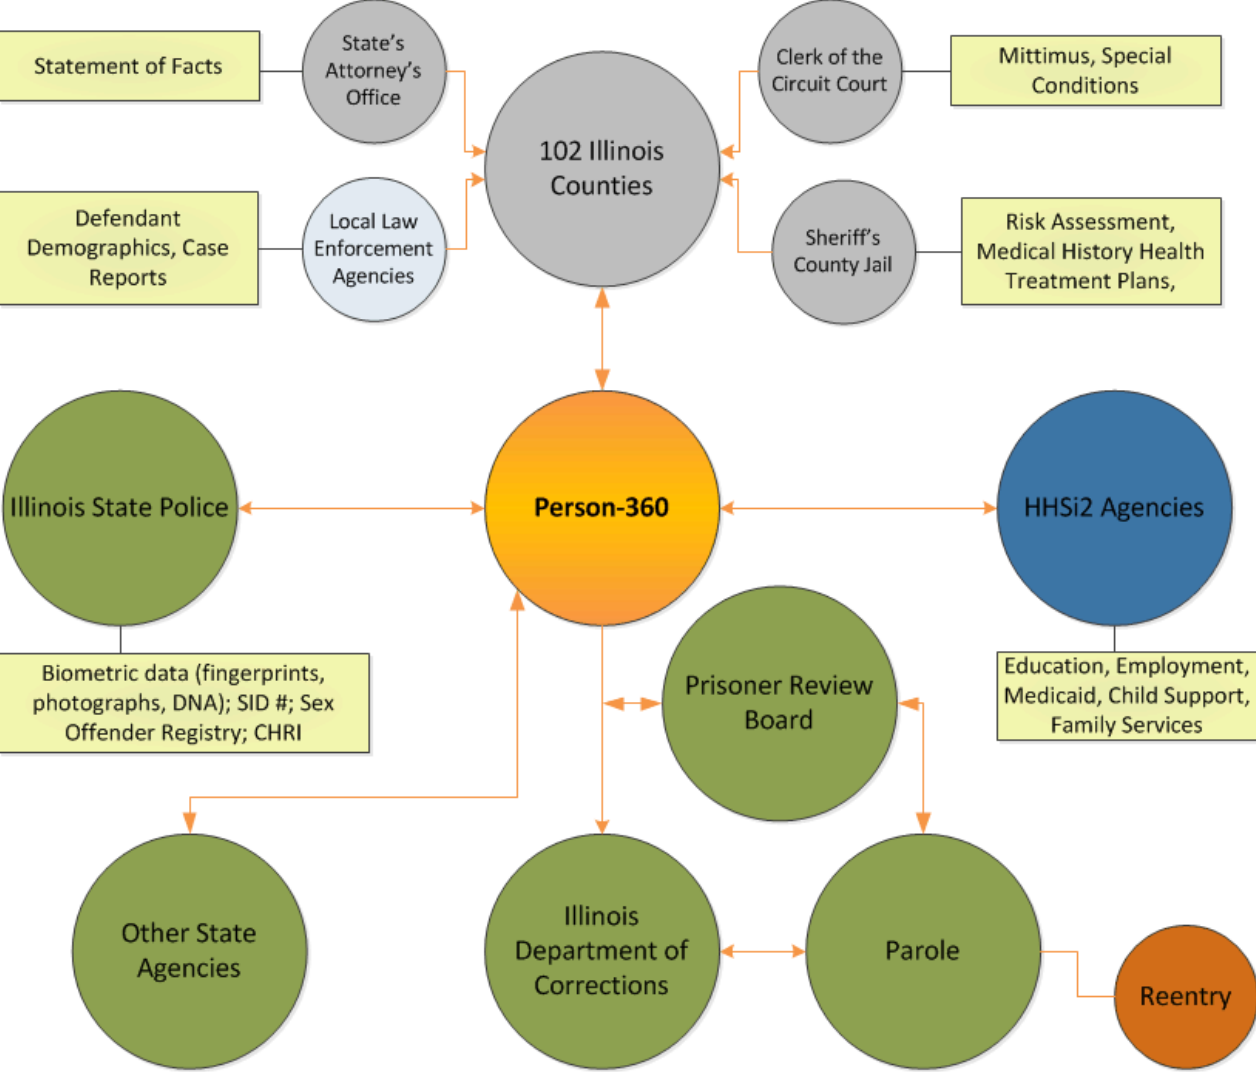 Statement of Facts
State's
Attorney's
Office
Clerk of the
Circuit Court
Mittimus, Special
Conditions
102 Illinois
Counties
Defendant
Demographics, Case
Reports
Local Law
Enforcement
Agencies
Sheriff's
County Jail
Risk Assessment,
Medical History Health
Treatment Plans,
Illinois State Police
Person-360
HHSi2 Agencies
Biometric data (fingerprints,
photographs, DNA); SID #; Sex
Offender Registry; CHRI
Prisoner Review
Board
Education, Employment,
Medicaid, Child Support,
Family Services
Other State
Agencies
Illinois
Department of
Corrections
Parole
Reentry